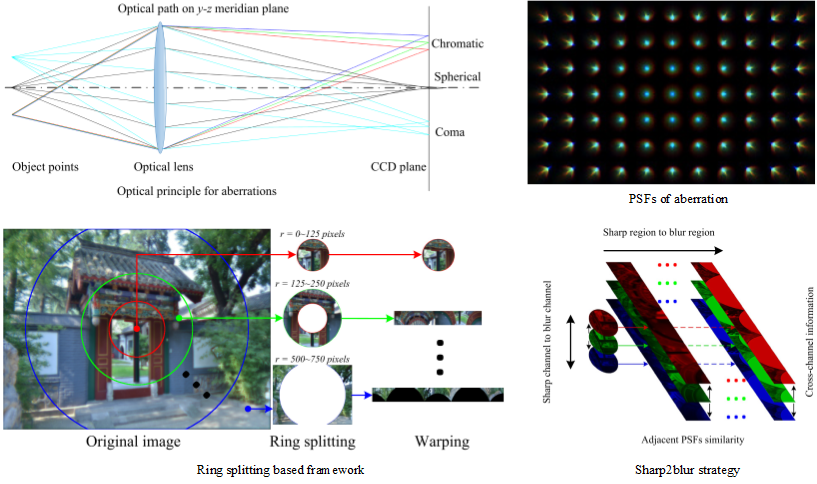 Optical path on y-z meridian plane
Chromatic
Spherical
Coma
Object points
Optical lens
CCD plane
Optical principle for aberrations
PSFs of aberration
r = 0~125 pixels
r = 125~250 pixels
r = 500~750 pixels
Original image
Ring splitting
Warping
Ring splitting based framework
Sharp region to blur region
Sharp channel to blur channel
Cross-channel information
Adjacent PSFs similarity
Sharp2blur strategy